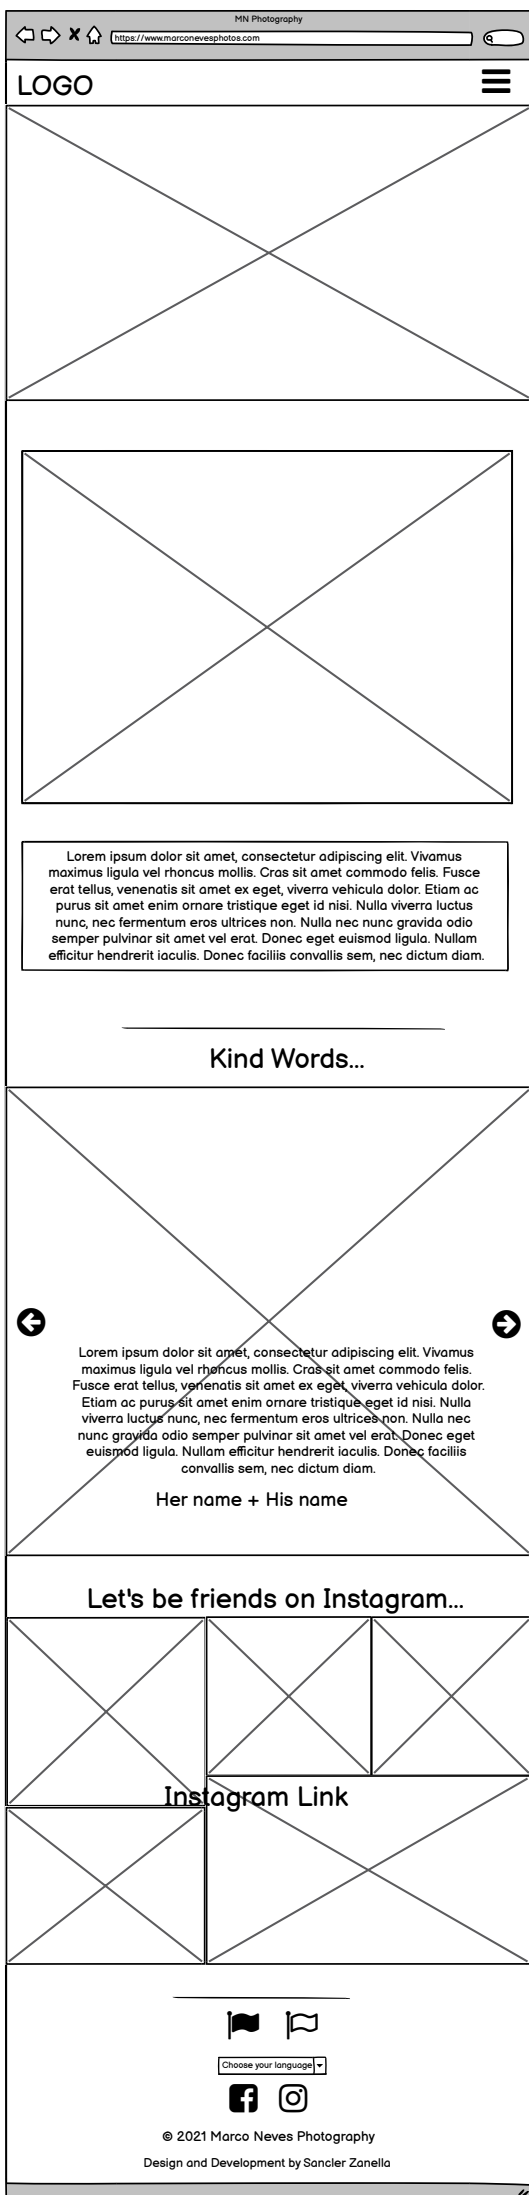 MN Photography
https://www.marconevesphotos.com
LOGO
Lorem ipsum dolor sit amet, consectetur adipiscing elit. Vivamus
maximus ligula vel rhoncus mollis. Cras sit amet commodo felis. Fusce
erat tellus, venenatis sit amet ex eget, viverra vehicula dolor. Etiam ac
purus sit amet enim ornare tristique eget id nisi. Nulla viverra luctus
nunc, nec fermentum eros ultrices non. Nulla nec nunc gravida odio
semper pulvinar sit amet vel erat. Donec eget euismod ligula. Nullam
efficitur hendrerit iaculis. Donec faciliis convallis sem, nec dictum diam.
Kind Words...
Lorem ipsum dolor sit amet, consectetur adipiscing elit. Vivamus
maximus ligula vel rhoncus mollis. Cras sit amet commodo felis.
Fusce erat tellus, venenatis sit amet ex eget, viverra vehicula dolor.
Etiam ac purus sit amet enim ornare tristique eget id nisi. Nulla
viverra luctus nunc, nec fermentum eros ultrices non. Nulla nec
nunc gravida odio semper pulvinar sit amet vel erat. Donec eget
euismod ligula. Nullam efficitur hendrerit iaculis. Donec faciliis
convallis sem, nec dictum diam.
Her name + His name
Let's be friends on Instagram...
Instagram Link
Choose your language
© 2021 Marco Neves Photography
Design and Development by Sancler Zanella